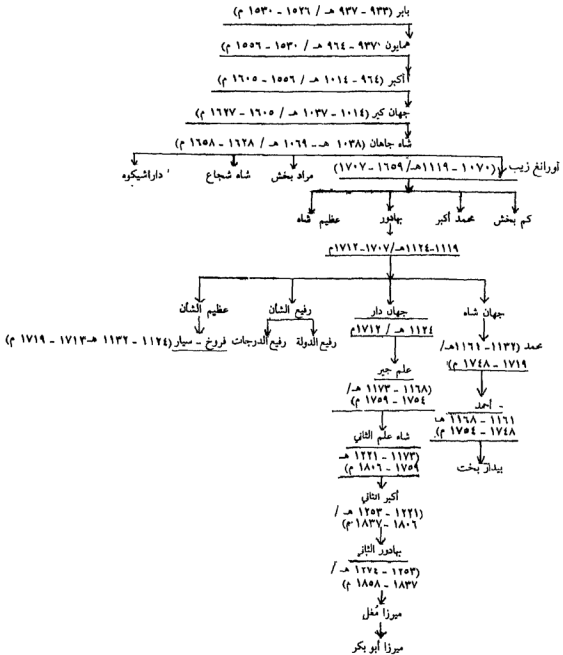 بابر (٩٣٣ - ٩٣٧ هـ / ١٥٢٦ - ١٥٣٠ م)
همايون (٩٣٧ - ٩٦٤ هـ / ١٥٣٠ - ١٥٥٦ م)
أكبر (٩٦٤ - ١٠١٤ هـ / ١٥٥٦ - ١٦٠٥ م)
جهان كير (١٠١٤ - ١٠٣٧ هـ / ١٦٠٥ - ١٦٢٧ م)
شاه جاهان (١٠٣٨ هـ - ١٠٦٩ هـ / ١٦٢٨ - ١٦٥٨ م)
أورانغ زيب (١٠٧٠ - ١١١٩هـ/ ١٦٥٩ - ١٧٠٧) مراد بخش شاه شجاع داراشيكوه
كم بخش محمد أكبر بهادور عظيم شاه
١١١٩-١١٢٤هـ/١٧٠٧-١٧١٢م
جهان شاه جهان دار رفيع الشأن عظيم الشأن
محمد (١١٣٢-١١٦١هـ/ ١١٢٤ هـ / ١٧١٢م رفيع الدولة رفيع الدرجات فروخ - سيار (١١٢٤ - ١١٣٢ هـ-١٧١٣ - ١٧١٩ م)
١٧١٩ - ١٧٤٨ م)
علم جير
(١١٦٨ - ١١٧٣ هـ/
١٧٥٤ - ١٧٥٩ م)
أحمد
١١٦١ - ١١٦٨ هـ
١٧٤٨ - ١٧٥٤ م)
شاه علم الثاني
(١١٧٣ - ١٢٢١ هـ
١٧٥٩ - ١٨٠٦ م)
بيدار بخت
أكبر الثاني
(١٢٢١ - ١٢٥٣ هـ /
١٨٠٦ - ١٨٣٧ م)
بهادور الثاني
(١٢٥٣ - ١٢٧٤ هـ /
١٨٣٧ - ١٨٥٨ م)
ميرزا مُغل
ميرزا أبو بكر